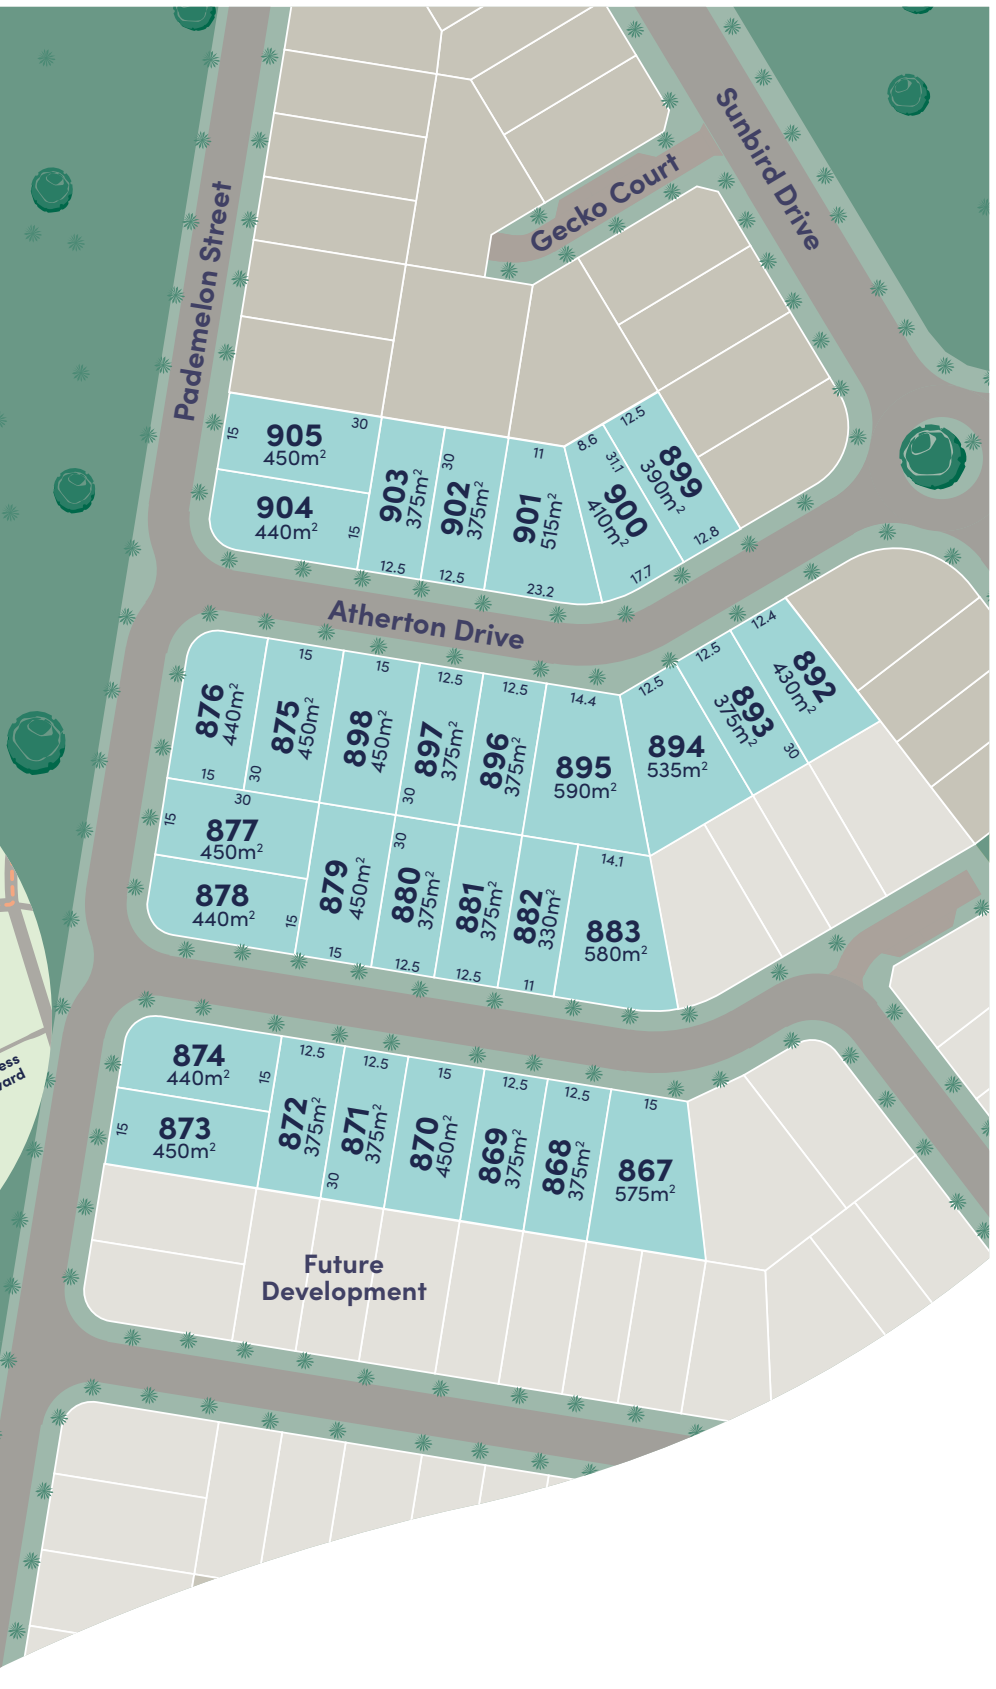 Sunbird Drive
Gecko Court
Pademelon Street
15
905
450m²
30
904
440m²
15
903
375m²
12.5
30
902
375m²
12.5
11
901
515m²
23.2
8.6
31.1
900
410m²
17.7
12.5
899
390m²
12.8
Atherton Drive
876
440m²
15
15
875
450m²
30
15
898
450m²
12.5
897
375m²
30
12.5
896
375m²
14.4
895
590m²
12.5
894
535m²
12.5
893
375m²
30
12.4
892
430m²
30
15
877
450m²
878
440m²
15
879
450m²
15
30
880
375m²
12.5
881
375m²
12.5
882
330m²
11
14.1
883
580m²
874
440m²
15
15
873
450m²
12.5
872
375m²
12.5
871
375m²
30
15
870
450m²
12.5
869
375m²
12.5
868
375m²
15
867
575m²
Future
Development
ess
ard